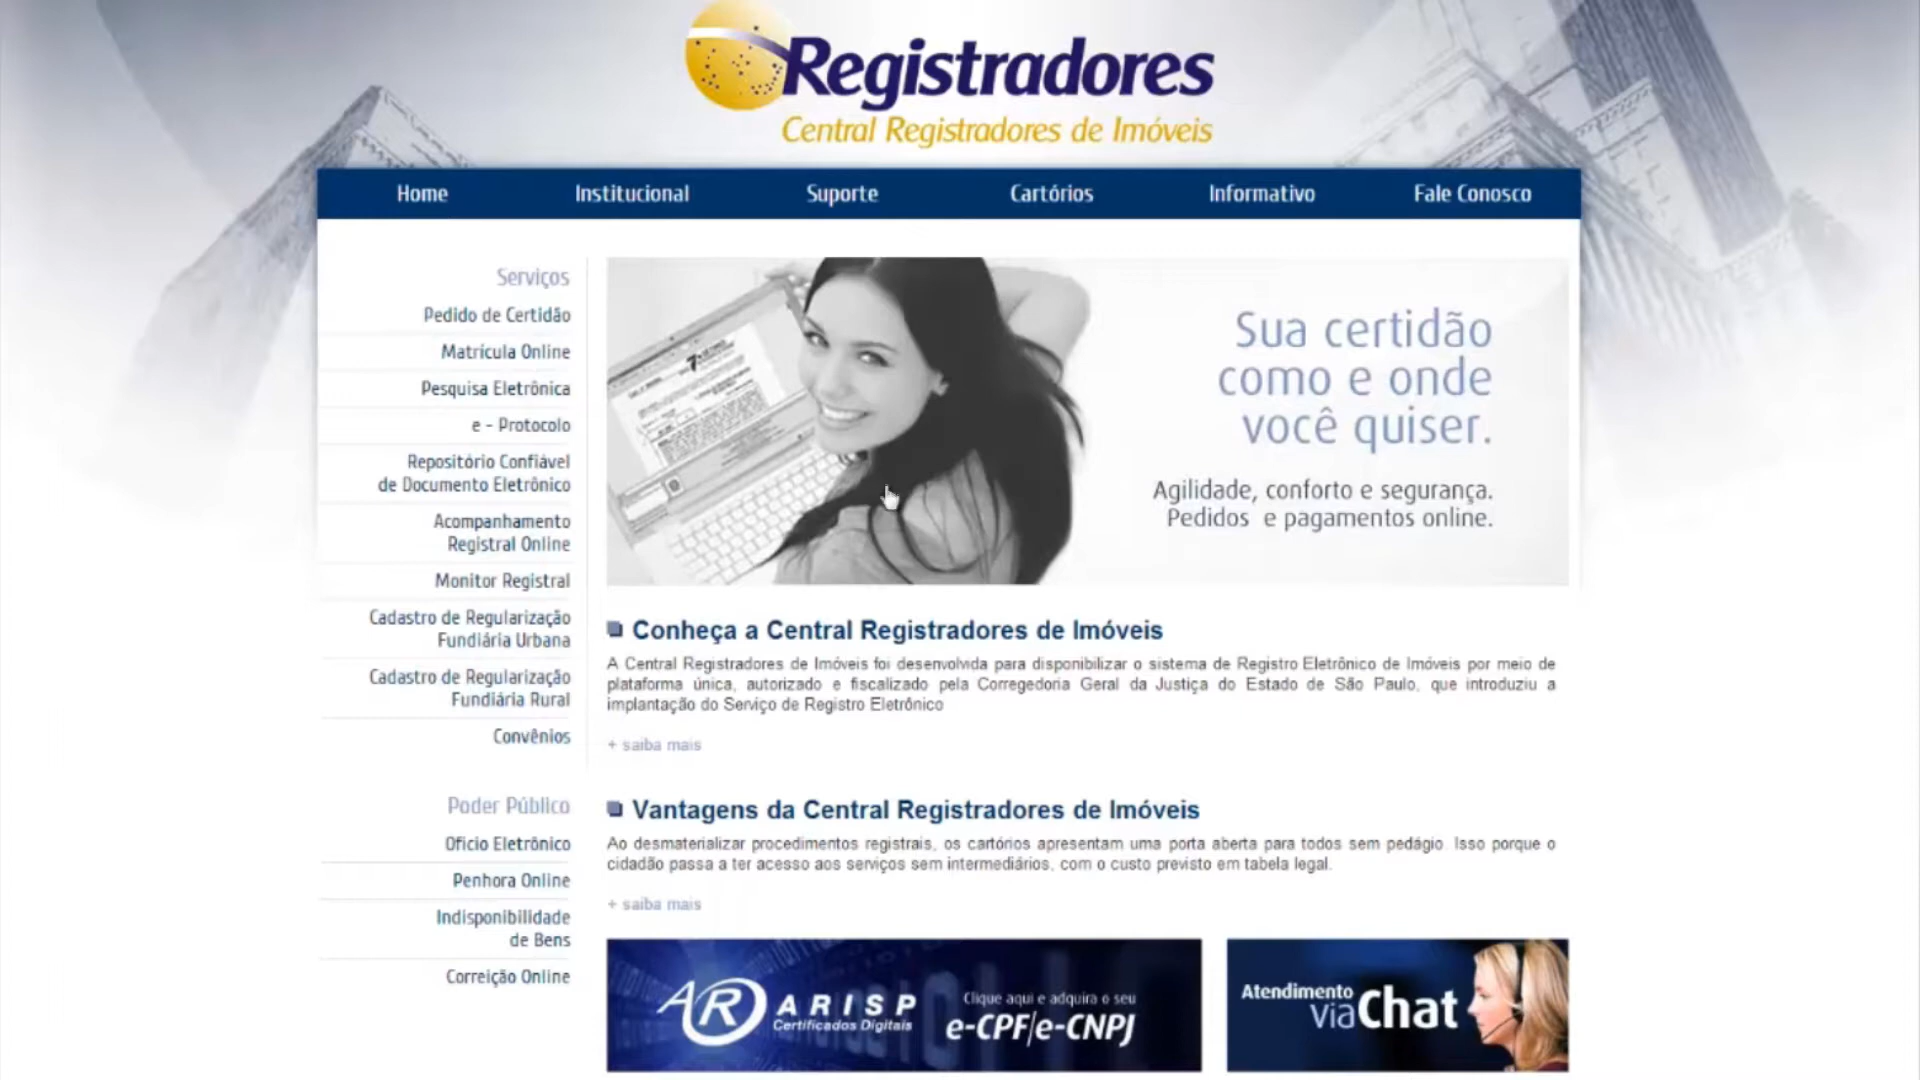 Registradores
Central Registradores de Imóveis
Home Institucional Suporte Cartórios Informativo Fale Conosco
Serviços
Pedido de Certidão
Matrícula Online
Pesquisa Eletrônica
e - Protocolo
Repositório Confiável
de Documento Eletrônico
Acompanhamento
Registral Online
Monitor Registral
Cadastro de Regularização
Fundiária Urbana
Cadastro de Regularização
Fundiária Rural
Convênios
Poder Público
Ofício Eletrônico
Penhora Online
Indisponibilidade
de Bens
Correição Online
Sua certidão
como e onde
você quiser.
Agilidade, conforto e segurança.
Pedidos e pagamentos online.
Conheça a Central Registradores de Imóveis
A Central Registradores de Imóveis foi desenvolvida para disponibilizar o sistema de Registro Eletrônico de Imóveis por meio de
plataforma única, autorizado e fiscalizado pela Corregedoria Geral da Justiça do Estado de São Paulo, que introduziu a
implantação do Serviço de Registro Eletrônico
+ saiba mais
Vantagens da Central Registradores de Imóveis
Ao desmaterializar procedimentos registrais, os cartórios apresentam uma porta aberta para todos sem pedágio. Isso porque o
cidadão passa a ter acesso aos serviços sem intermediários, com o custo previsto em tabela legal.
+ saiba mais
AR ARISP
Certificados Digitais
Clique aqui e adquira o seu
e-CPF/e-CNPJ
Atendimento
via Chat